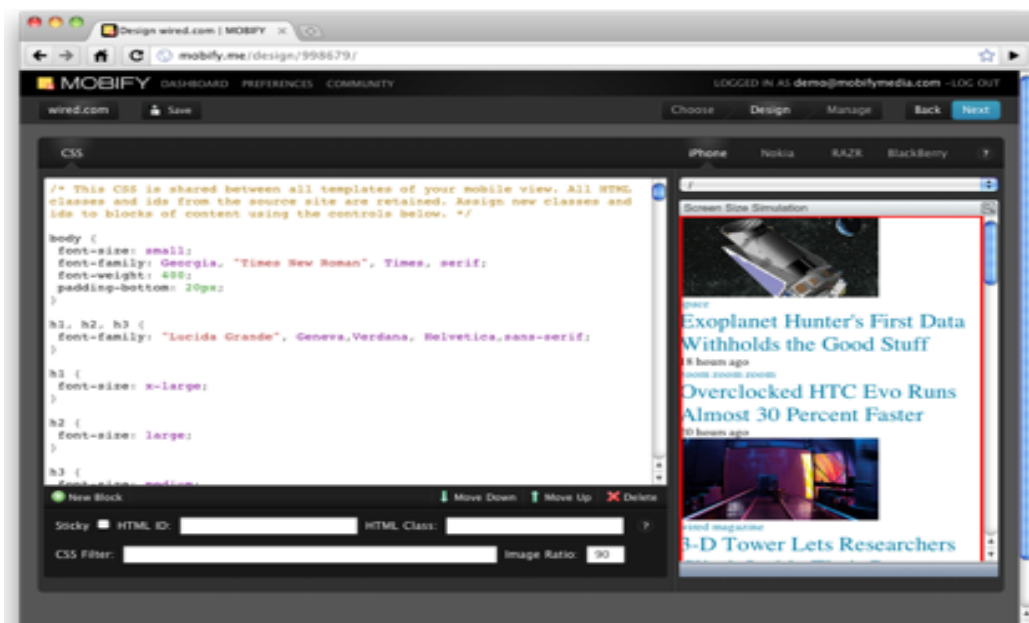 Design wired.com | MOBIFY
mobify.me/design/998679/
MOBIFY DASHBOARD PREFERENCES COMMUNITY LOGGED IN AS demo@mobifymedia.com - LOG OUT
wired.com Save Choose Design Manage Back Next
CSS iPhone Nokia RAZR BlackBerry ?
/* This CSS is shared between all templates of your mobile view. All HTML
classes and ids from the source site are retained. Assign new classes and
ids to blocks of content using the controls below. */
body {
font-size: small;
font-family: Georgia, "Times New Roman", Times, serif;
font-weight: 400;
padding-bottom: 20px;
}
h1, h2, h3 {
font-family: "Lucida Grande", Geneva,Verdana, Helvetica,sans-serif;
}
h1 {
font-size: x-large;
}
h2 {
font-size: large;
}
h3 {
font-size: medium;
New Block Move Down Move Up Delete
Sticky HTML ID: HTML Class: ?
CSS Filter: Image Ratio: 90
/
Screen Size Simulation
space
Exoplanet Hunter's First Data
Withholds the Good Stuff
18 hours ago
zoom zoom zoom
Overclocked HTC Evo Runs
Almost 30 Percent Faster
20 hours ago
wired magazine
3-D Tower Lets Researchers